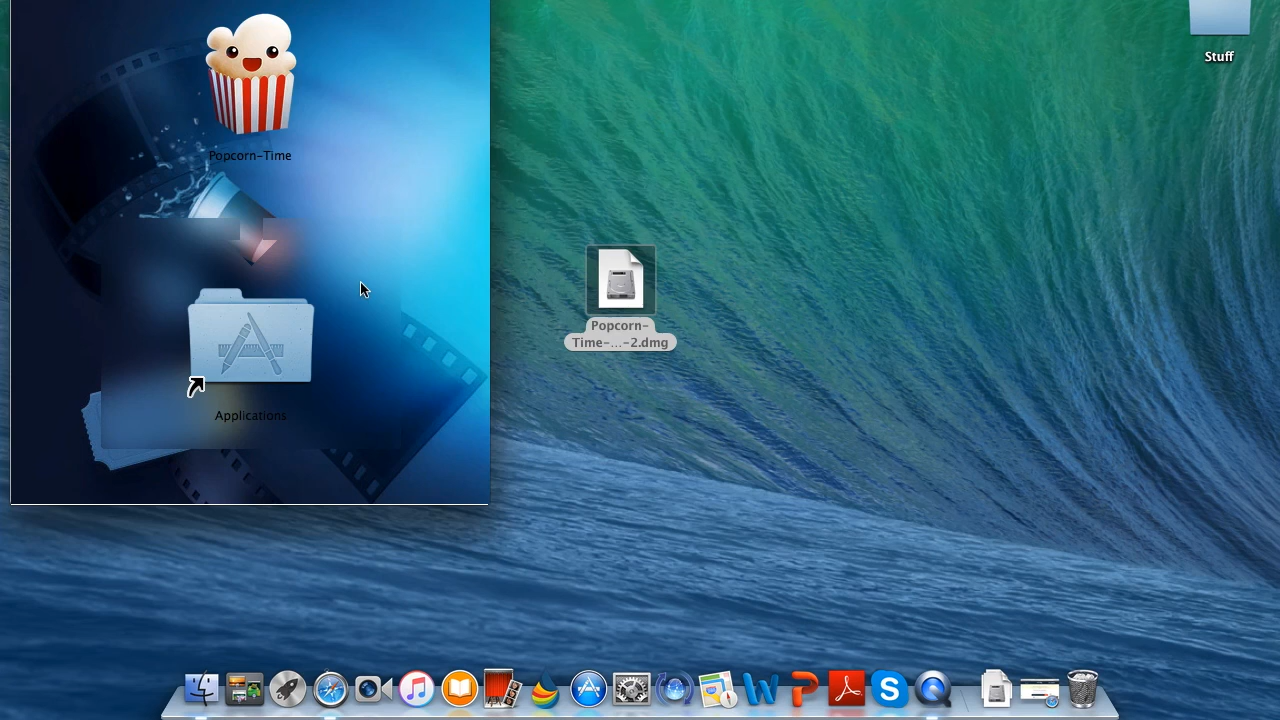 Popcorn-Time
Applications
Popcorn-
Time-...-2.dmg
Stuff